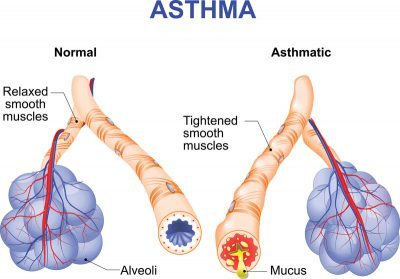 ASTHMA
Normal
Asthmatic
Relaxed
smooth
muscles
Tightened
smooth
muscles
Alveoli
Mucus